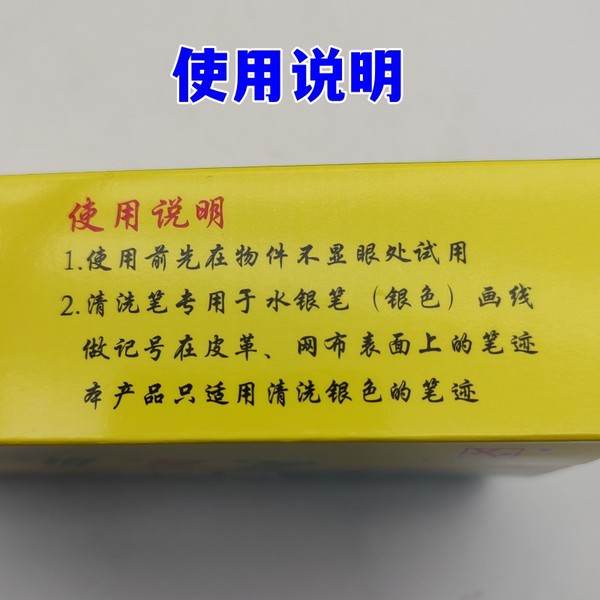 使用说明
使用说明
1.使用前先在物件不显眼处试用
2.清洗笔专用于水银笔（银色）画线
做记号在皮革、网布表面上的笔迹
本产品只适用清洗银色的笔迹